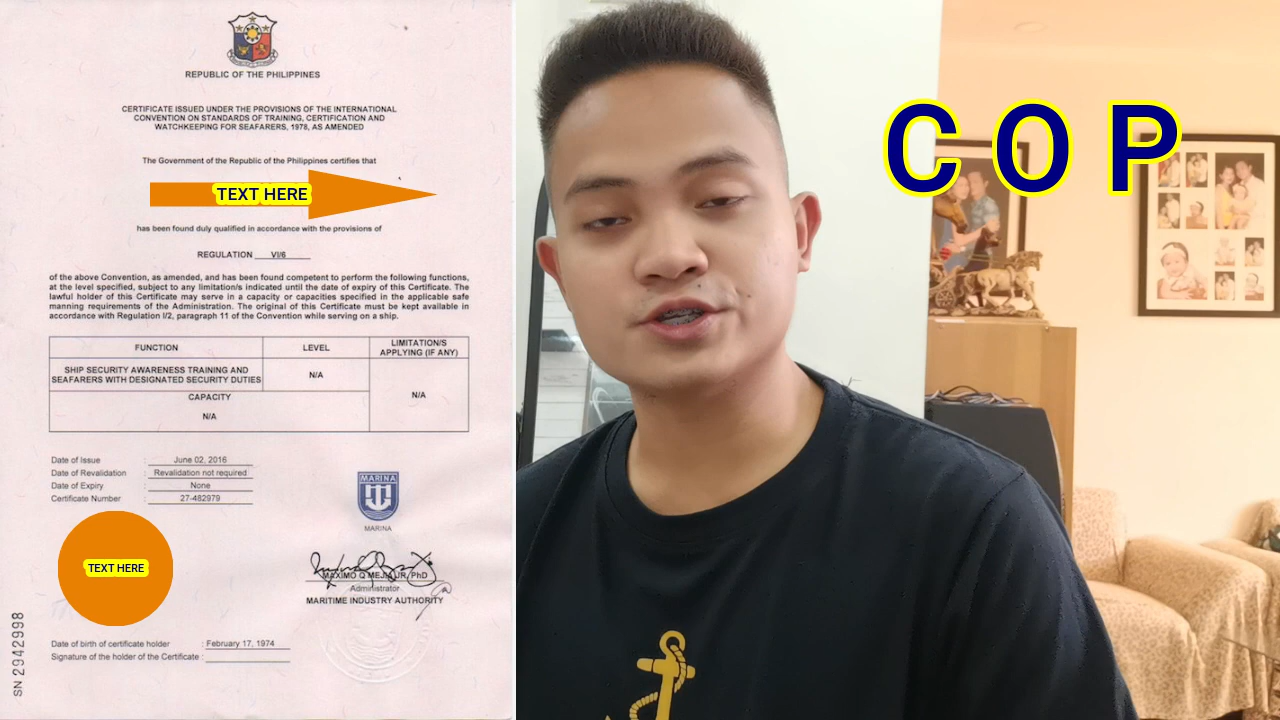 REPUBLIC OF THE PHILIPPINES
CERTIFICATE ISSUED UNDER THE PROVISIONS OF THE INTERNATIONAL
CONVENTION ON STANDARDS OF TRAINING, CERTIFICATION AND
WATCHKEEPING FOR SEAFARERS, 1978, AS AMENDED
The Government of the Republic of the Philippines certifies that
TEXT HERE
has been found duly qualified in accordance with the provisions of
REGULATION VI/6
of the above Convention, as amended, and has been found competent to perform the following functions,
at the level specified, subject to any limitation/s indicated until the date of expiry of this Certificate. The
lawful holder of this Certificate may serve in a capacity or capacities specified in the applicable safe
manning requirements of the Administration. The original of this Certificate must be kept available in
accordance with Regulation I/2, paragraph 11 of the Convention while serving on a ship.
FUNCTION LEVEL LIMITATION/S
APPLYING (IF ANY)
SHIP SECURITY AWARENESS TRAINING AND
SEAFARERS WITH DESIGNATED SECURITY DUTIES N/A
N/A
CAPACITY
N/A
Date of Issue : June 02, 2016
Date of Revalidation : Revalidation not required
Date of Expiry : None
Certificate Number : 27-482979
MARINA
MARINA
TEXT HERE
MAXIMO Q MEJIA JR, PhD
Administrator
MARITIME INDUSTRY AUTHORITY
Date of birth of certificate holder : February 17, 1974
Signature of the holder of the Certificate :
SN 2942998
C O P